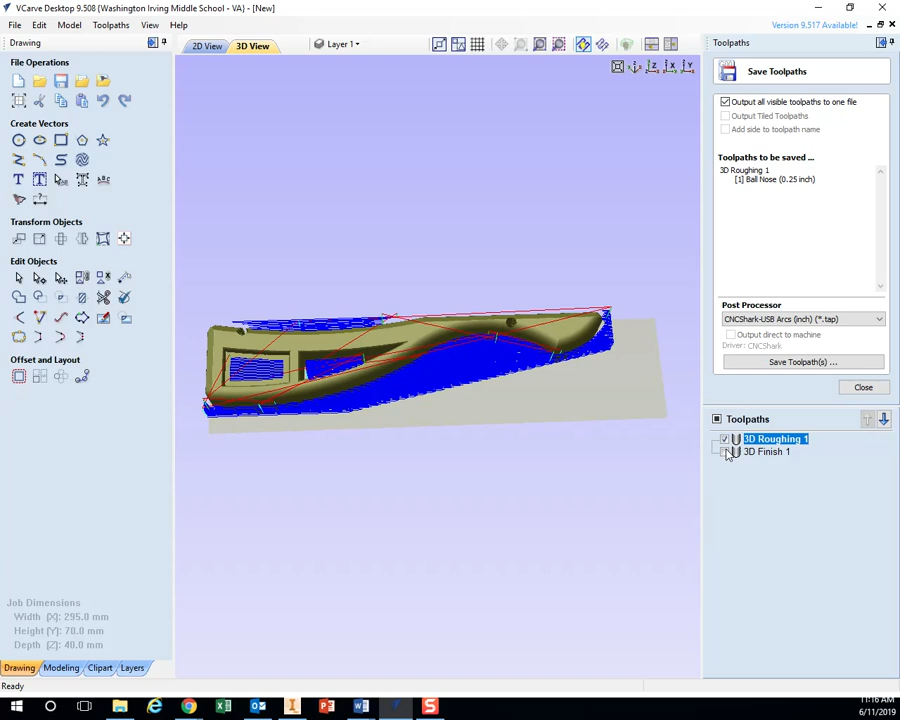 VCarve Desktop 9.508 {Washington Irving Middle School - VA} - [New]
File Edit Model Toolpaths View Help
Version 9.517 Available!
Drawing
2D View 3D View Layer 1
Toolpaths
File Operations
Create Vectors
Transform Objects
Edit Objects
Offset and Layout
Job Dimensions
Width (X): 295.0 mm
Height (Y): 70.0 mm
Depth (Z): 40.0 mm
Drawing Modeling Clipart Layers
Ready
Save Toolpaths
Output all visible toolpaths to one file
Output Tiled Toolpaths
Add side to toolpath name
Toolpaths to be saved ...
3D Roughing 1
[1] Ball Nose (0.25 inch)
Post Processor
CNCShark-USB Arcs (inch) (*.tap)
Output direct to machine
Driver: CNCShark
Save Toolpath(s) ...
Close
Toolpaths
3D Roughing 1
3D Finish 1
11:16 AM
6/11/2019